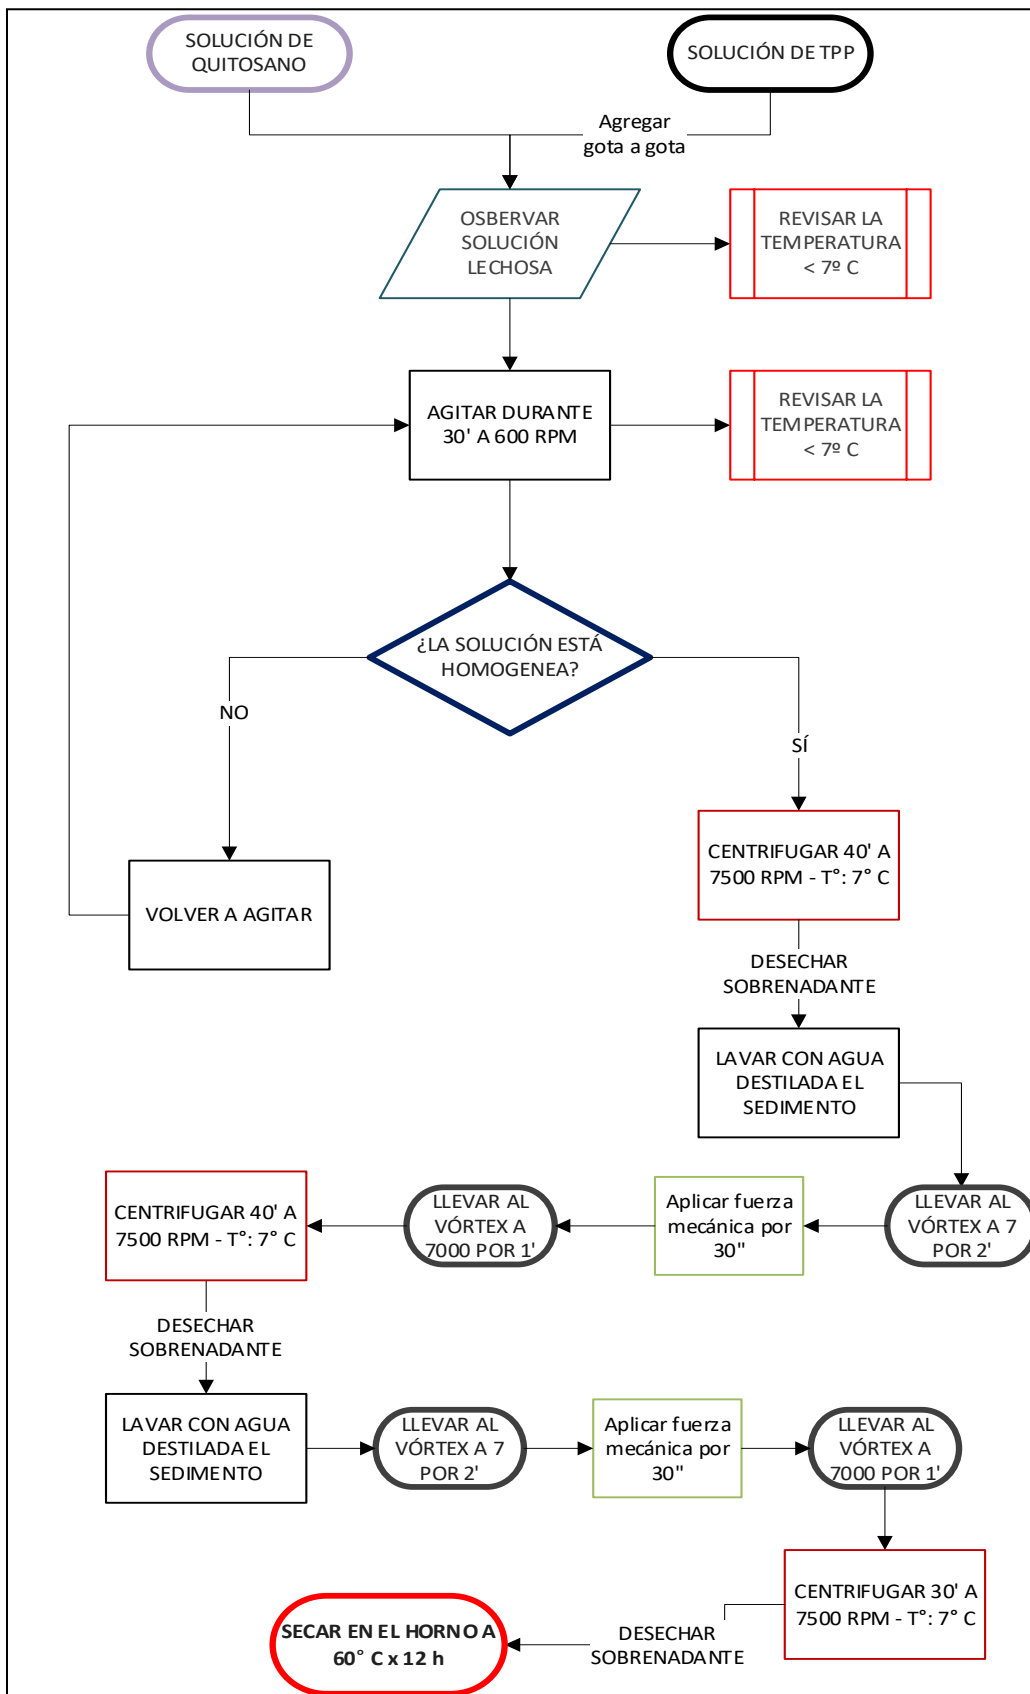 SOLUCIÓN DE
QUITOSANO
SOLUCIÓN DE TPP
Agregar
gota a gota
OSBERVAR
SOLUCIÓN
LECHOSA
REVISAR LA
TEMPERATURA
< 7º C
AGITAR DURANTE
30' A 600 RPM
REVISAR LA
TEMPERATURA
< 7º C
¿LA SOLUCIÓN ESTÁ
HOMOGENEA?
NO
SÍ
VOLVER A AGITAR
CENTRIFUGAR 40' A
7500 RPM - T°: 7° C
DESECHAR
SOBRENADANTE
LAVAR CON AGUA
DESTILADA EL
SEDIMENTO
LLEVAR AL
VÓRTEX A 7
POR 2'
Aplicar fuerza
mecánica por
30"
LLEVAR AL
VÓRTEX A
7000 POR 1'
CENTRIFUGAR 40' A
7500 RPM - T°: 7° C
DESECHAR
SOBRENADANTE
LAVAR CON AGUA
DESTILADA EL
SEDIMENTO
LLEVAR AL
VÓRTEX A 7
POR 2'
Aplicar fuerza
mecánica por
30"
LLEVAR AL
VÓRTEX A
7000 POR 1'
CENTRIFUGAR 30' A
7500 RPM - T°: 7° C
DESECHAR
SOBRENADANTE
SECAR EN EL HORNO A
60° C x 12 h